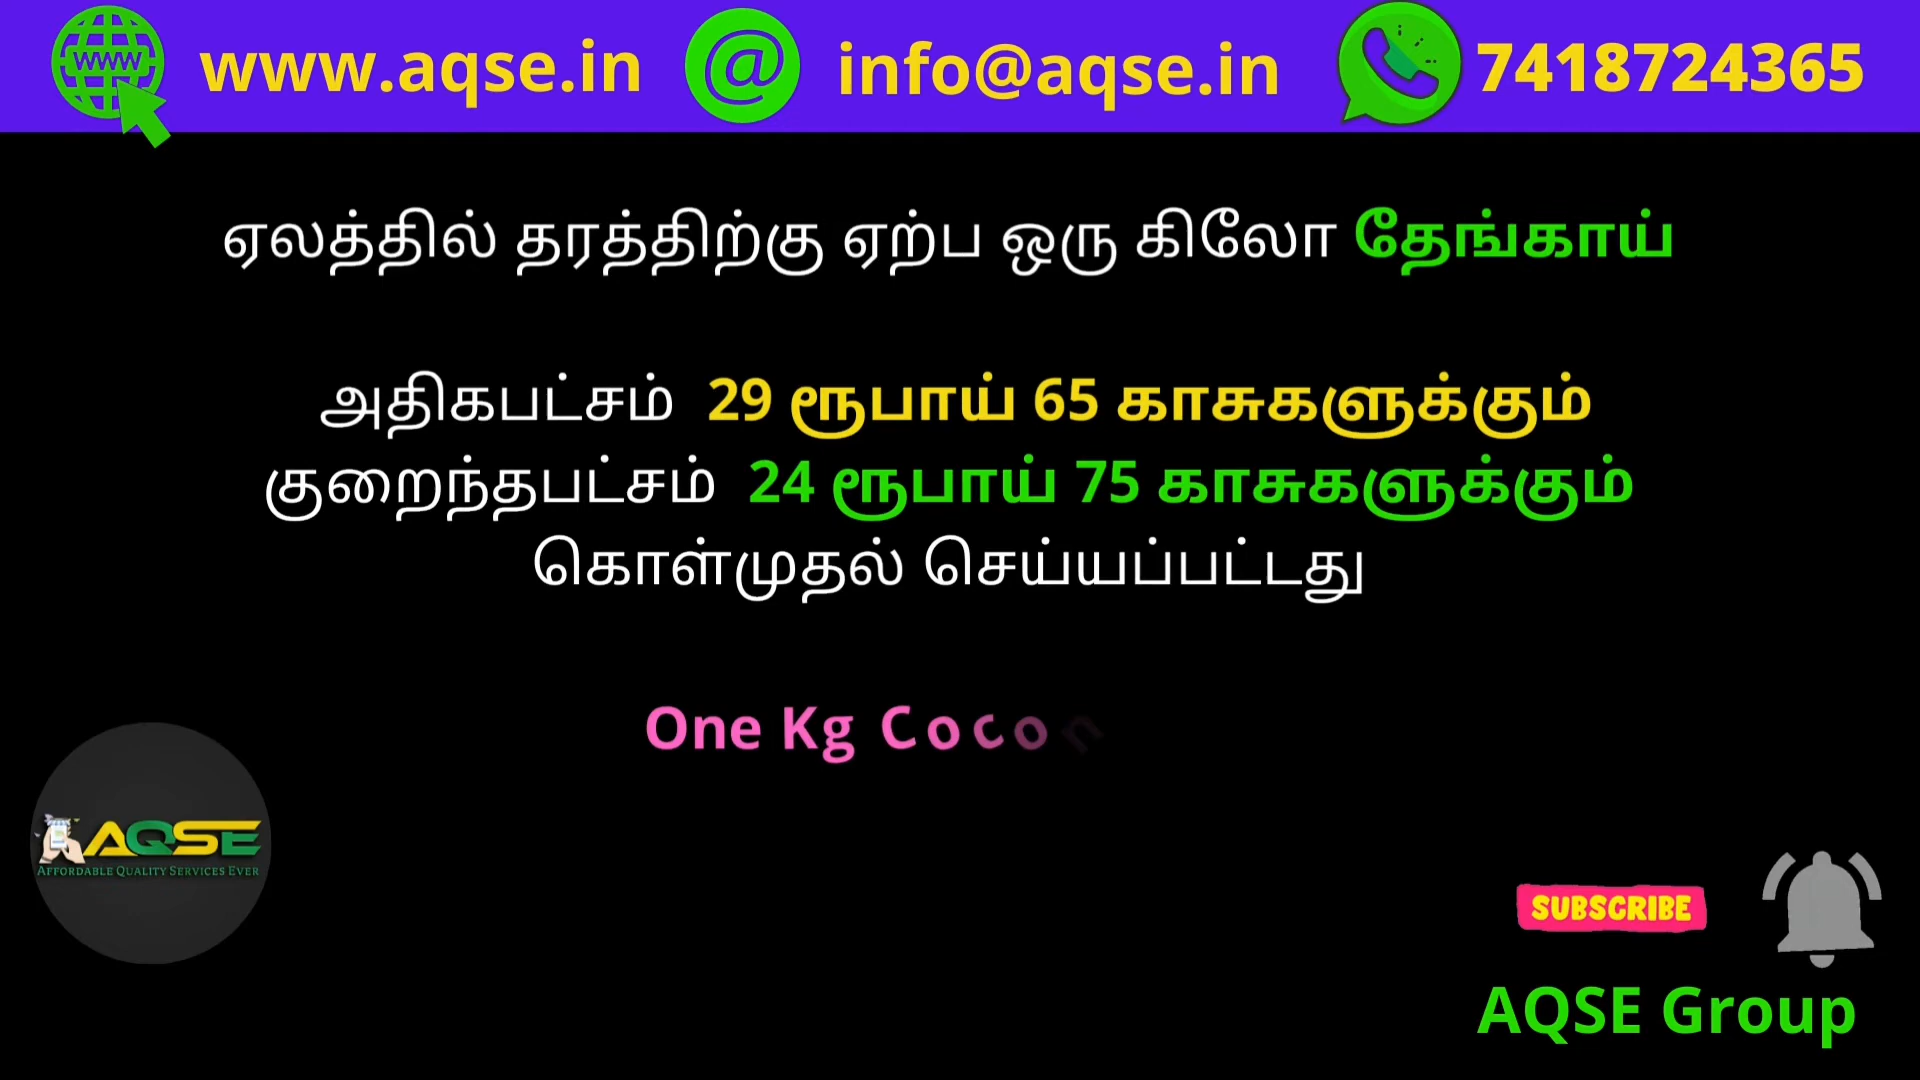 www.aqse.in info@aqse.in 7418724365
ஏலத்தில் தரத்திற்கு ஏற்ப ஒரு கிலோ தேங்காய்
அதிகபட்சம் 29 ரூபாய் 65 காசுகளுக்கும்
குறைந்தபட்சம் 24 ரூபாய் 75 காசுகளுக்கும்
கொள்முதல் செய்யப்பட்டது
One Kg Cocon
AQSE
AFFORDABLE QUALITY SERVICES EVER
SUBSCRIBE
AQSE Group